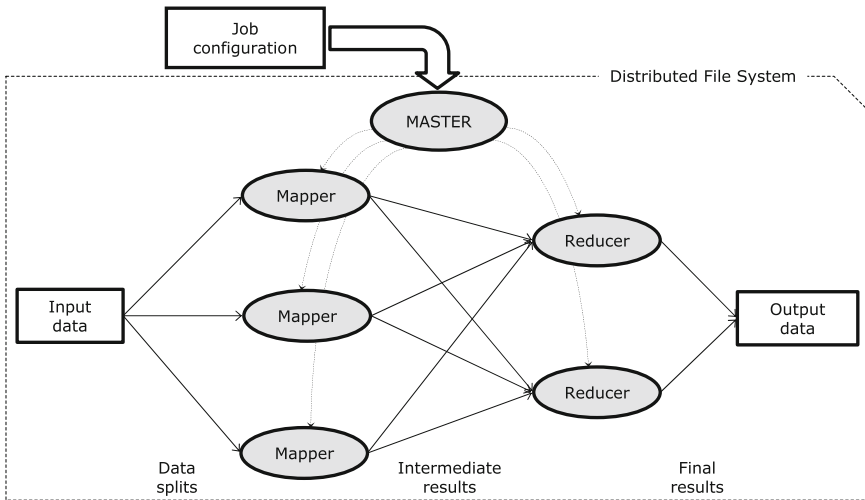 Job
configuration
Distributed File System
MASTER
Mapper
Reducer
Input
data
Mapper
Output
data
Reducer
Mapper
Data
splits
Intermediate
results
Final
results